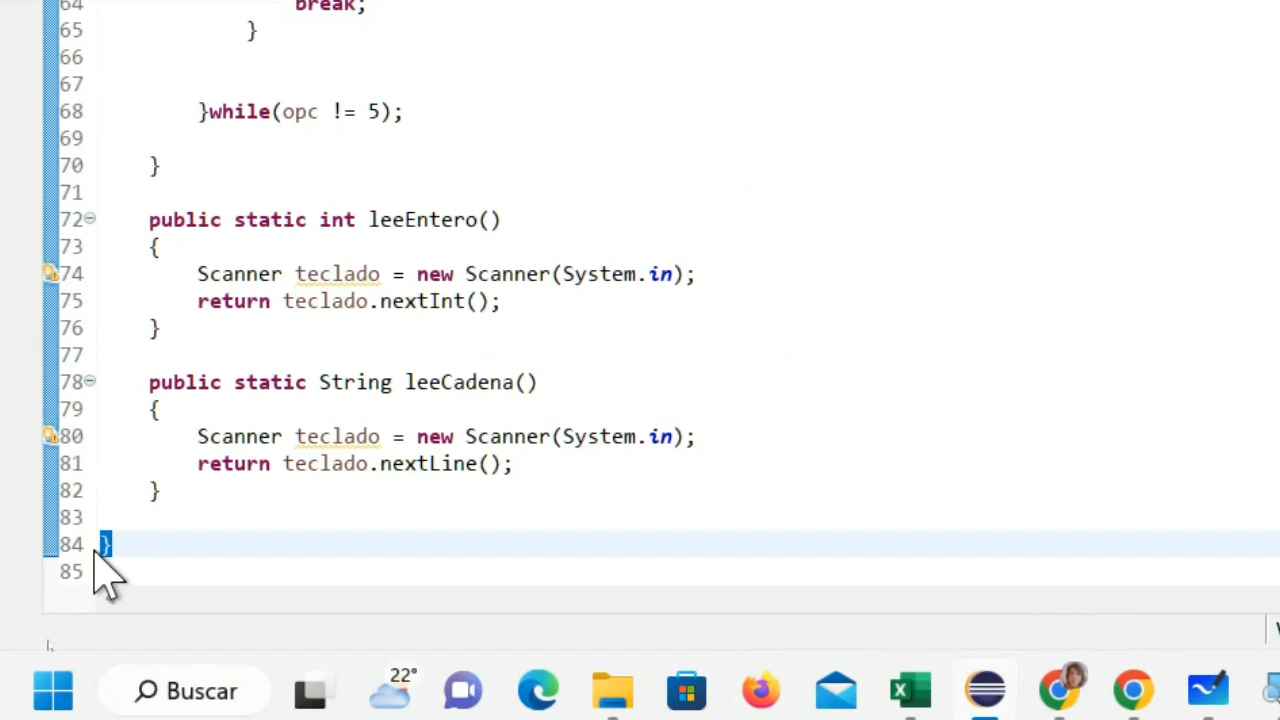 64 break;
65 }
66
67
68 }while(opc != 5);
69
70 }
71
72 public static int leeEntero()
73 {
74 Scanner teclado = new Scanner(System.in);
75 return teclado.nextInt();
76 }
77
78 public static String leeCadena()
79 {
80 Scanner teclado = new Scanner(System.in);
81 return teclado.nextLine();
82 }
83
84 }
85
22°
Buscar